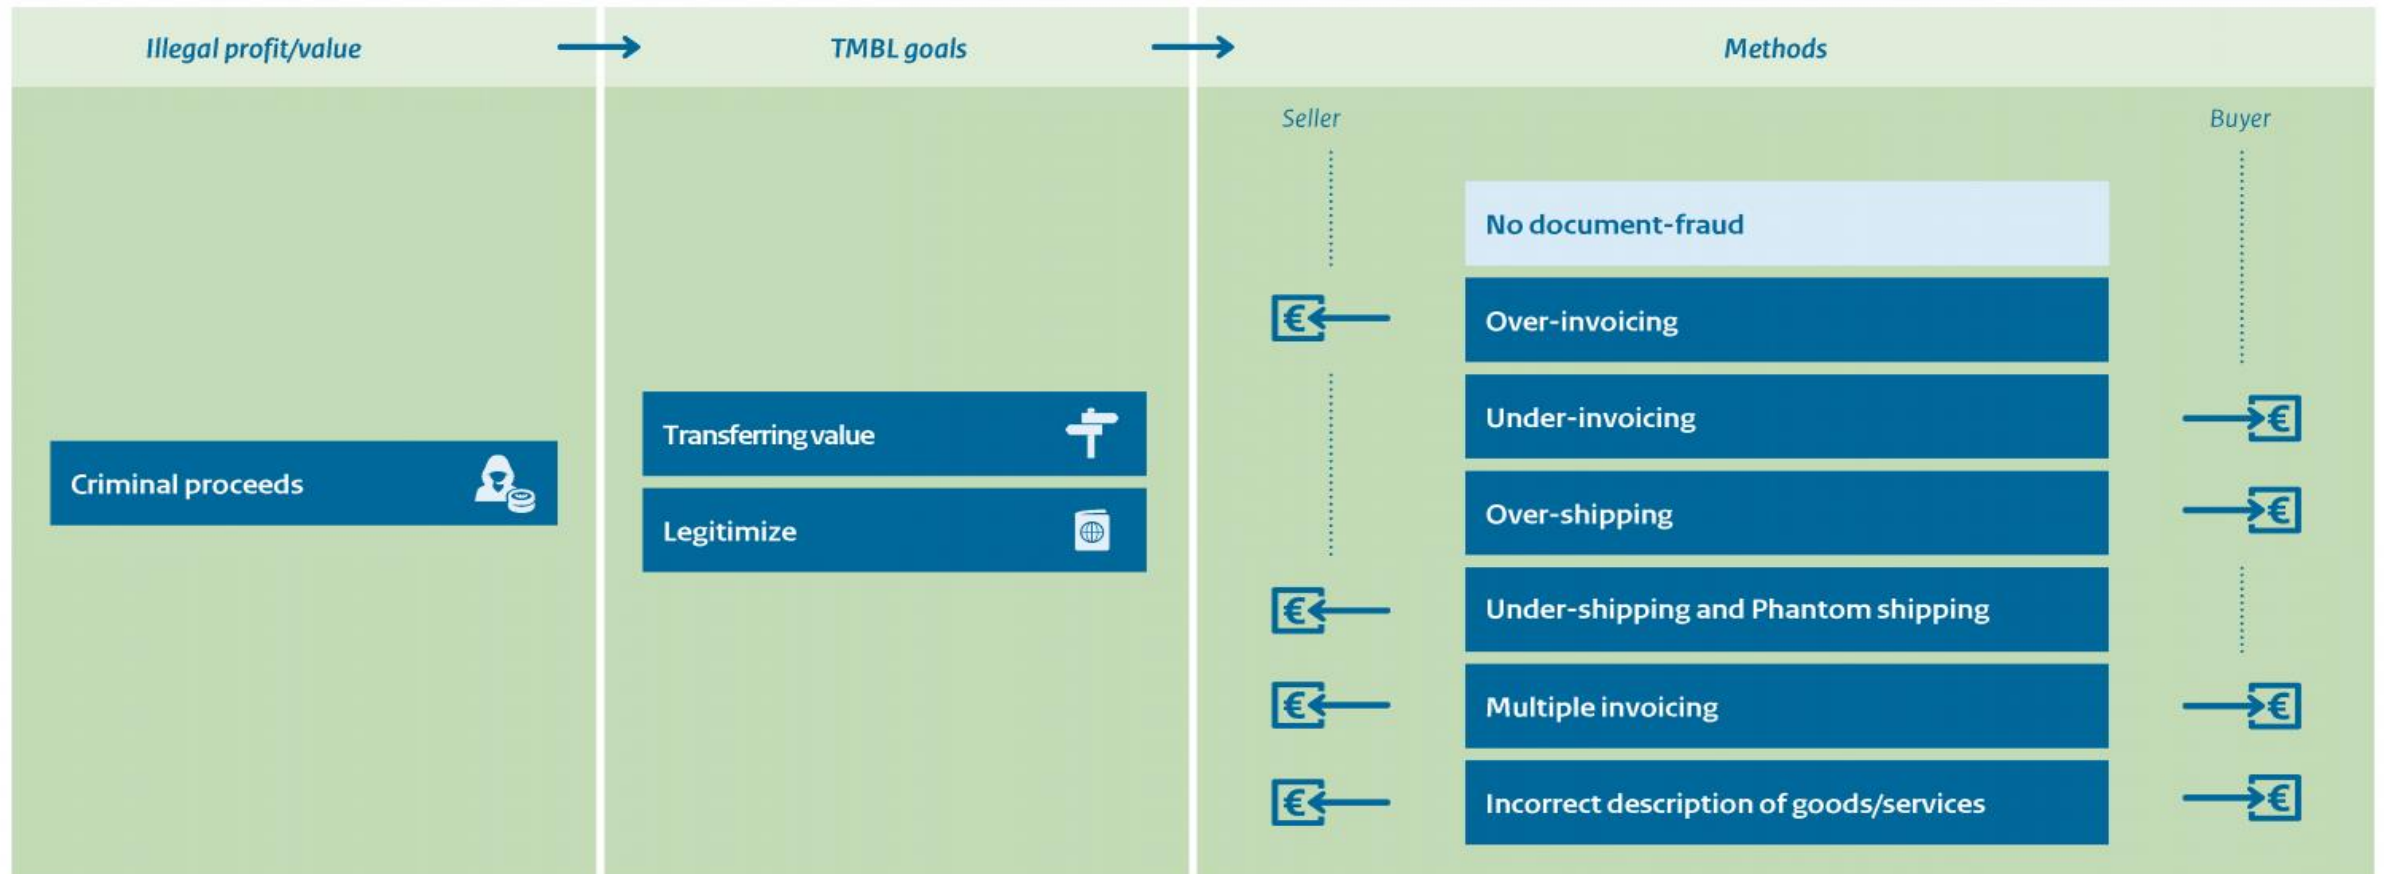 Illegal profit/value
TMBL goals
Methods
Seller
Buyer
No document-fraud
€
Over-invoicing
Under-invoicing
€
Transferring value
Criminal proceeds
Legitimize
Over-shipping
€
€
Under-shipping and Phantom shipping
€
Multiple invoicing
€
€
Incorrect description of goods/services
€